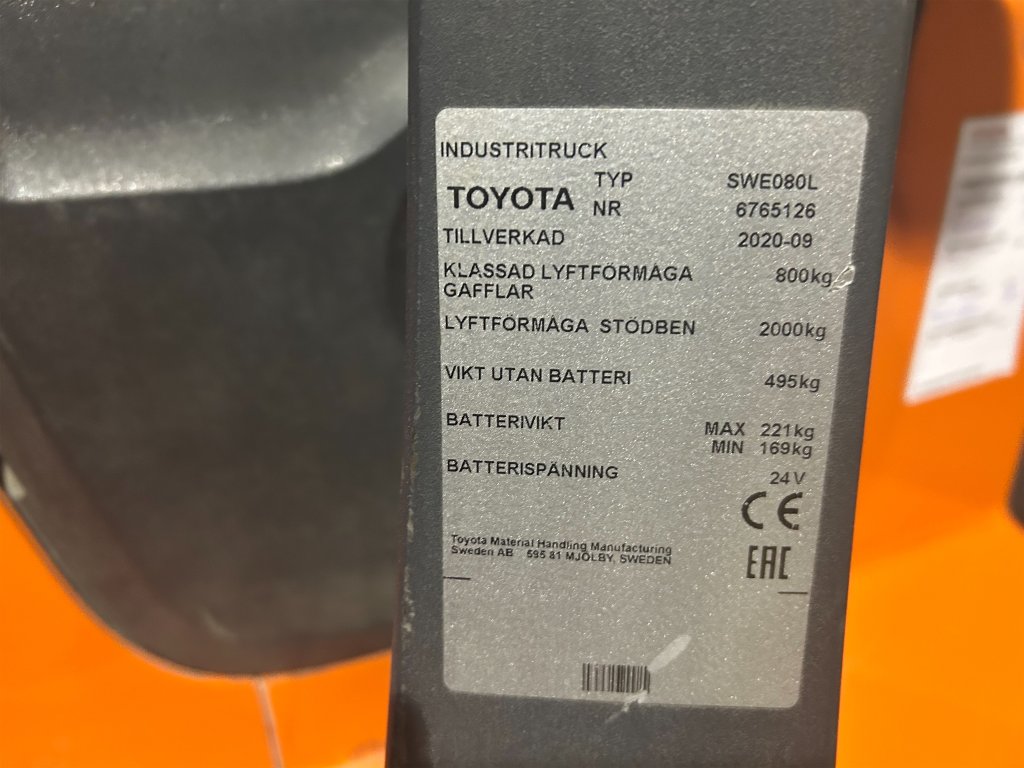 INDUSTRITRUCK
TOYOTA TYP SWE080L
NR 6765126
TILLVERKAD 2020-09
KLASSAD LYFTFÖRMÅGA 800kg
GAFFLAR
LYFTFÖRMÅGA STÖDBEN 2000kg
VIKT UTAN BATTERI 495kg
BATTERIVIKT MAX 221kg
MIN 169kg
BATTERISPÄNNING 24V
CE
Toyota Material Handling Manufacturing
Sweden AB 595 81 MJÖLBY, SWEDEN
EAC